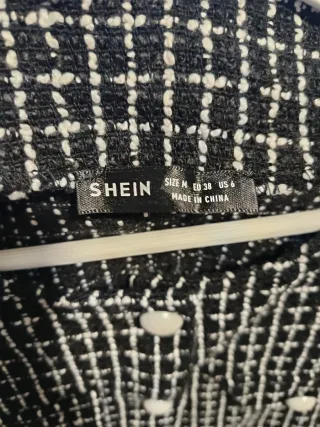 SHEIN
SIZE M EU 38 US 6
MADE IN CHINA